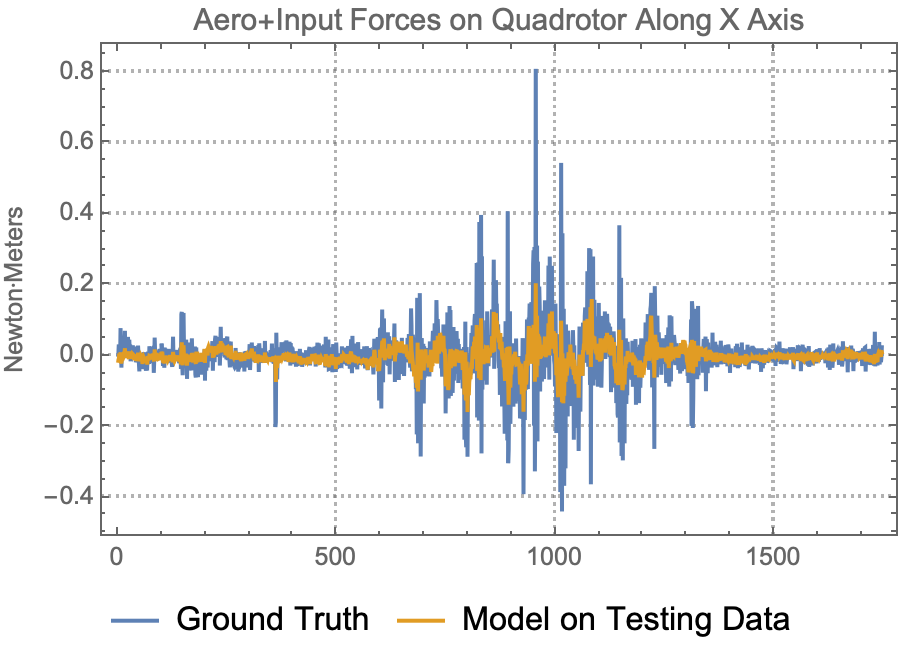 Aero+Input Forces on Quadrotor Along X Axis
Newton·Meters
0.8
0.6
0.4
0.2
0.0
−0.2
−0.4
0 500 1000 1500
Ground Truth Model on Testing Data